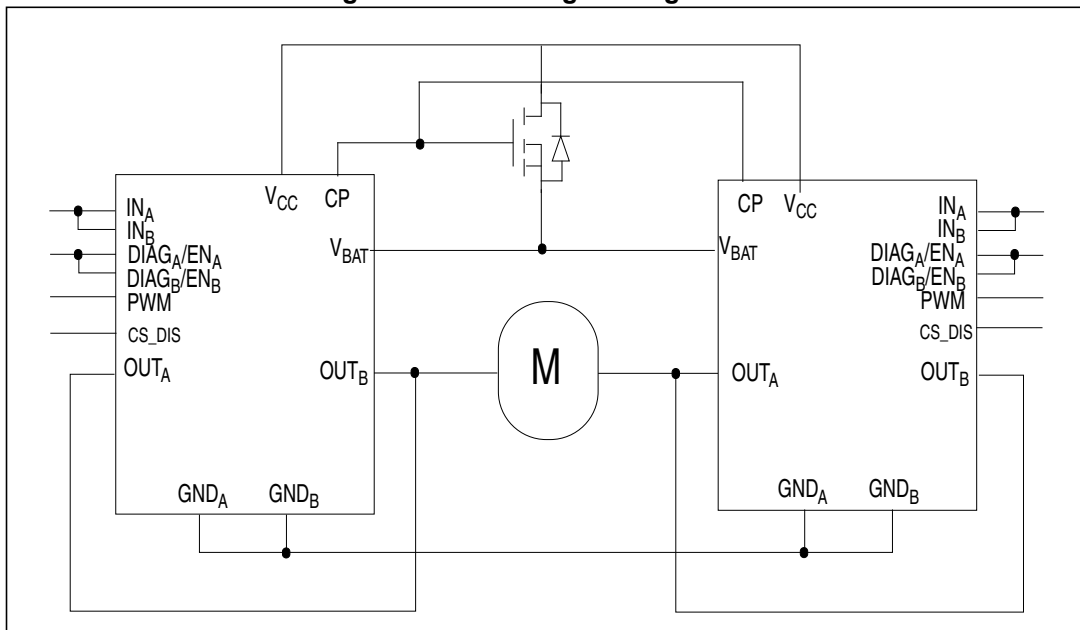 V_CC
CP
IN_A
IN_B
DIAG_A/EN_A
DIAG_B/EN_B
PWM
CS_DIS
OUT_A
V_BAT
OUT_B
GND_A
GND_B
M
CP
V_CC
V_BAT
IN_A
IN_B
DIAG_A/EN_A
DIAG_B/EN_B
PWM
CS_DIS
OUT_A
OUT_B
GND_A
GND_B